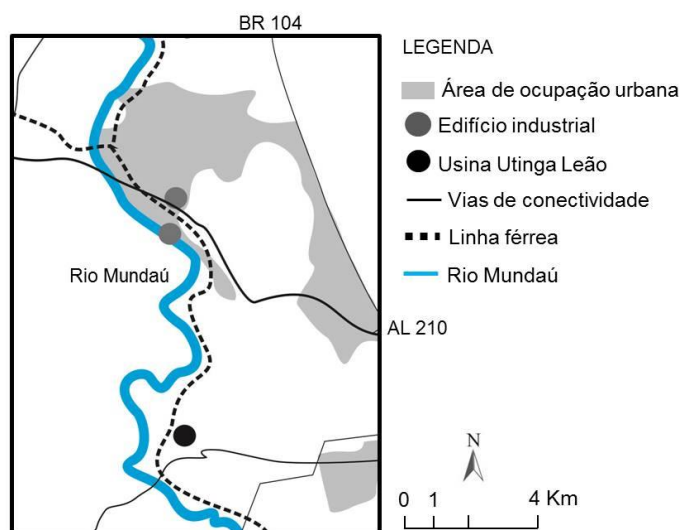 BR 104
LEGENDA
Área de ocupação urbana
Edifício industrial
Usina Utinga Leão
Vias de conectividade
Linha férrea
Rio Mundaú
Rio Mundaú
AL 210
N
0 1 4 Km